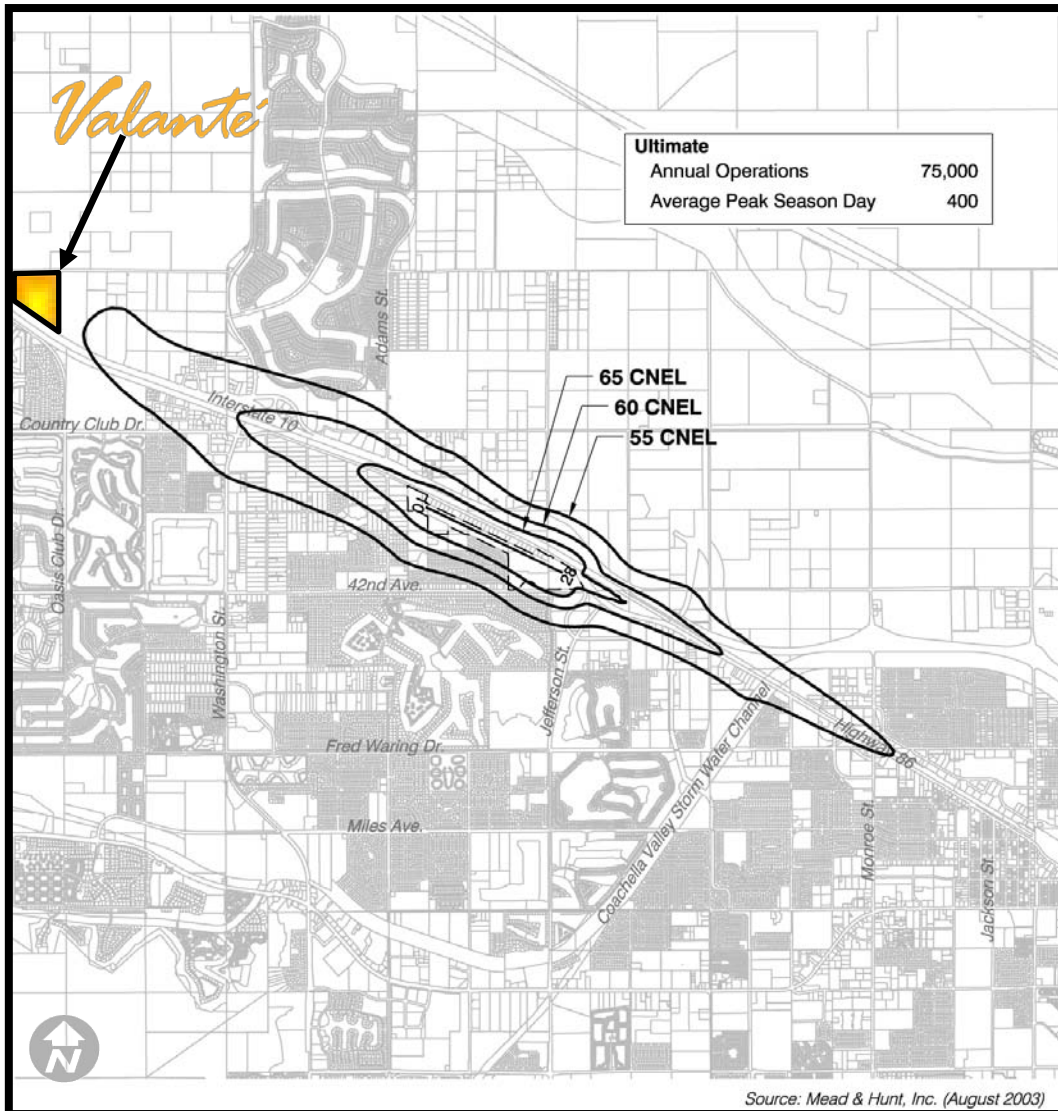 Valanté
Ultimate
Annual Operations 75,000
Average Peak Season Day 400
Adams St.
65 CNEL
60 CNEL
55 CNEL
Interstate 10
Country Club Dr.
10
28
Oasis Club Dr.
42nd Ave.
Washington St.
Jefferson St.
Fred Waring Dr.
Highway 86
Coachella Valley Storm Water Channel
Miles Ave.
Monroe St.
Jackson St.
N
Source: Mead & Hunt, Inc. (August 2003)